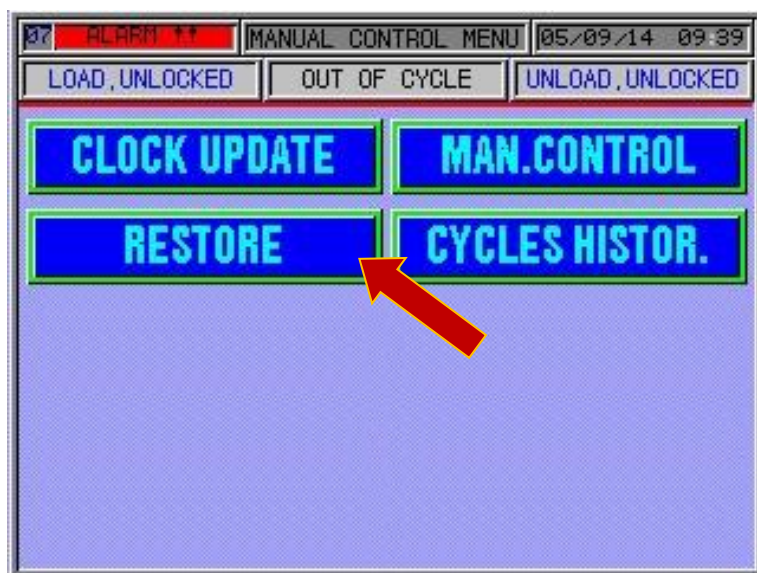 07 ALARM !! MANUAL CONTROL MENU 05/09/14 09:39
LOAD,UNLOCKED OUT OF CYCLE UNLOAD,UNLOCKED
CLOCK UPDATE MAN.CONTROL
RESTORE CYCLES HISTOR.